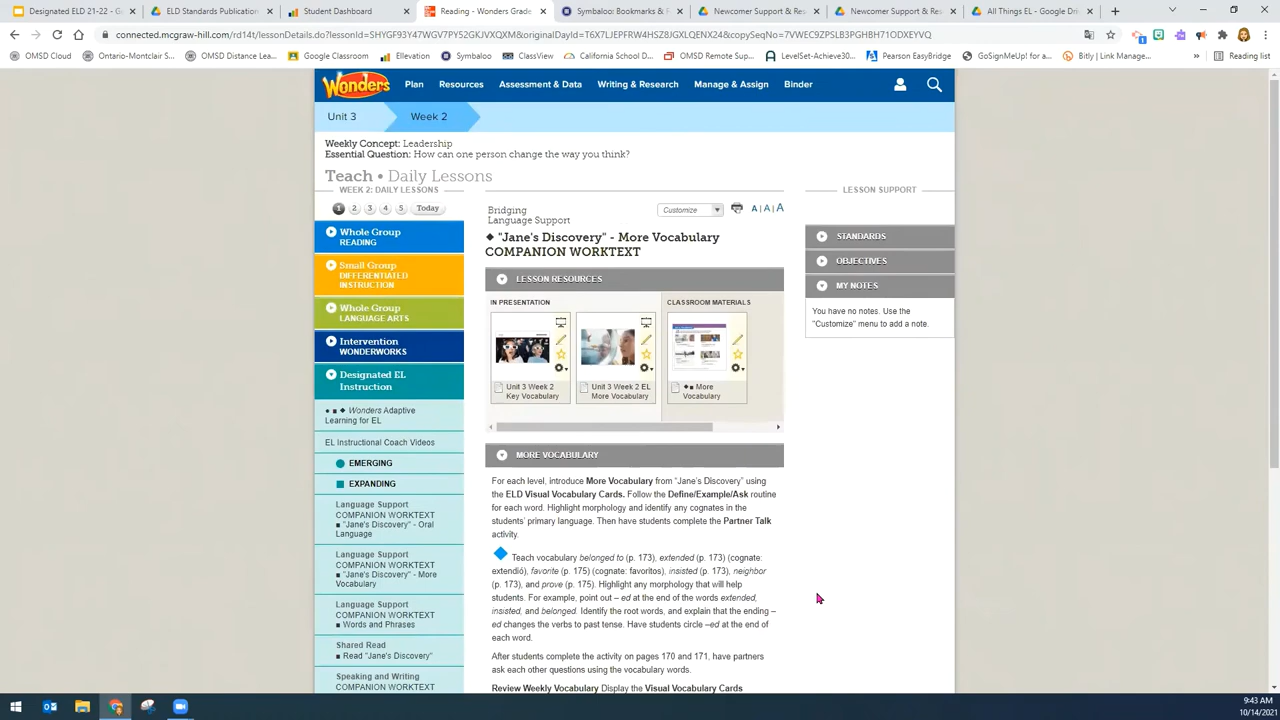 Designated ELD 21-22 - G
ELD Standards Publication
Student Dashboard
Reading - Wonders Grade
Symbaloo: Bookmarks & F
Newcomer Support & Re
Newcomer Support & Re
All Things EL - Google Driv
connected.mcgraw-hill.com/rd14t/lessonDetails.do?lessonId=SHYGF93Y47WGV7PY52GKJVXQXM&originalDayId=T6X7LJEPFRW4HSZ8JGXLQENX24&copySeqNo=7VWEC9ZPSLB3PGHBH71ODXEYVQ
OMSD Cloud
Ontario-Montclair S...
OMSD Distance Lea...
Google Classroom
Elevation
Symbaloo
ClassView
California School D...
OMSD Remote Sup...
LevelSet-Achieve30...
Pearson EasyBridge
GoSignMeUp! for a...
Bitly | Link Manage...
»
Reading list
Wonders
Plan
Resources
Assessment & Data
Writing & Research
Manage & Assign
Binder
Unit 3
Week 2
Weekly Concept: Leadership
Essential Question: How can one person change the way you think?
Teach • Daily Lessons
WEEK 2: DAILY LESSONS
1 2 3 4 5 Today
Whole Group
READING
Small Group
DIFFERENTIATED
INSTRUCTION
Whole Group
LANGUAGE ARTS
Intervention
WONDERWORKS
Designated EL
Instruction
● ■ ◆ Wonders Adaptive
Learning for EL
EL Instructional Coach Videos
EMERGING
EXPANDING
Language Support
COMPANION WORKTEXT
■ "Jane's Discovery" - Oral
Language
Language Support
COMPANION WORKTEXT
■ "Jane's Discovery" - More
Vocabulary
Language Support
COMPANION WORKTEXT
■ Words and Phrases
Shared Read
■ Read "Jane's Discovery"
Speaking and Writing
COMPANION WORKTEXT
Bridging
Language Support
Customize
A | A | A
◆ "Jane's Discovery" - More Vocabulary
COMPANION WORKTEXT
LESSON RESOURCES
IN PRESENTATION
CLASSROOM MATERIALS
Unit 3 Week 2
Key Vocabulary
Unit 3 Week 2 EL
More Vocabulary
◆■ More
Vocabulary
MORE VOCABULARY
For each level, introduce More Vocabulary from "Jane's Discovery" using
the ELD Visual Vocabulary Cards. Follow the Define/Example/Ask routine
for each word. Highlight morphology and identify any cognates in the
students' primary language. Then have students complete the Partner Talk
activity.
Teach vocabulary belonged to (p. 173), extended (p. 173) (cognate:
extendió), favorite (p. 175) (cognate: favoritos), insisted (p. 173), neighbor
(p. 173), and prove (p. 175). Highlight any morphology that will help
students. For example, point out – ed at the end of the words extended,
insisted, and belonged. Identify the root words, and explain that the ending –
ed changes the verbs to past tense. Have students circle –ed at the end of
each word.
After students complete the activity on pages 170 and 171, have partners
ask each other questions using the vocabulary words.
Review Weekly Vocabulary Display the Visual Vocabulary Cards
LESSON SUPPORT
STANDARDS
OBJECTIVES
MY NOTES
You have no notes. Use the
"Customize" menu to add a note.
9:43 AM
10/14/2021